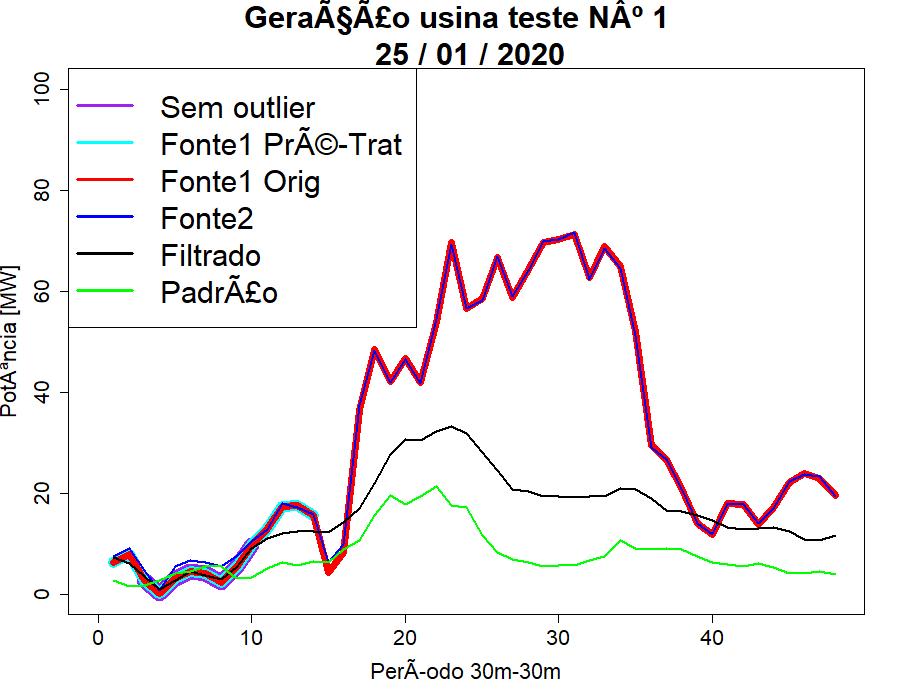 GeraÃ§Ã£o usina teste NÂº 1
25 / 01 / 2020
Sem outlier
Fonte1 PrÃ©-Trat
Fonte1 Orig
Fonte2
Filtrado
PadrÃ£o
PotÃªncia [MW]
100
80
60
40
20
0
0
10
20
30
40
PerÃ-odo 30m-30m